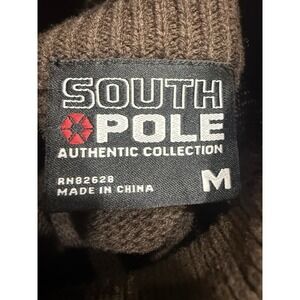 SOUTH
POLE
AUTHENTIC COLLECTION
RN82628
MADE IN CHINA
M